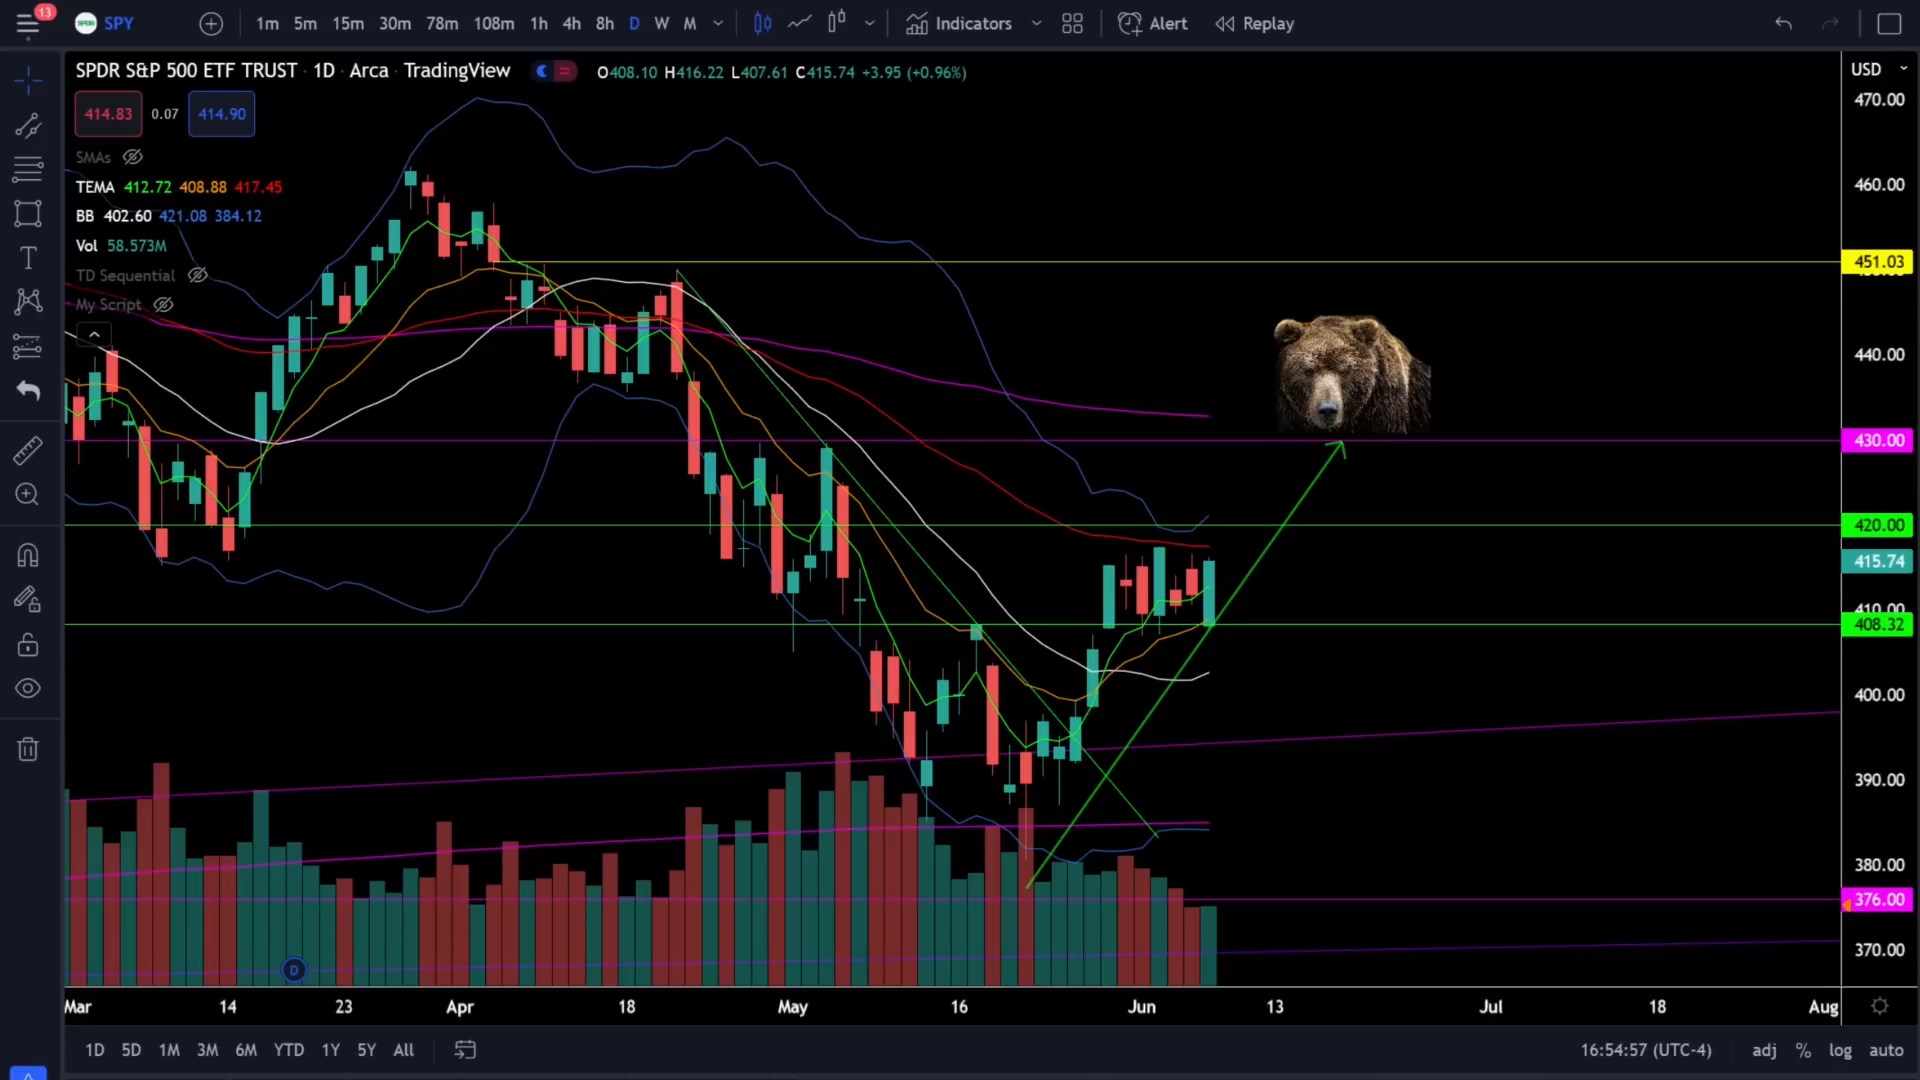 13
SPDR SPY 1m 5m 15m 30m 78m 108m 1h 4h 8h D W M Indicators Alert Replay
SPDR S&P 500 ETF TRUST · 1D · Arca · TradingView O408.10 H416.22 L407.61 C415.74 +3.95 (+0.96%)
USD
414.83 0.07 414.90
SMAs
TEMA 412.72 408.88 417.45
BB 402.60 421.08 384.12
Vol 58.573M
TD Sequential
My Script
470.00
460.00
451.03
440.00
430.00
420.00
415.74
410.00
408.32
400.00
390.00
380.00
376.00
370.00
D
Mar 14 23 Apr 18 May 16 Jun 13 Jul 18 Aug
1D 5D 1M 3M 6M YTD 1Y 5Y All 16:54:57 (UTC-4) adj % log auto